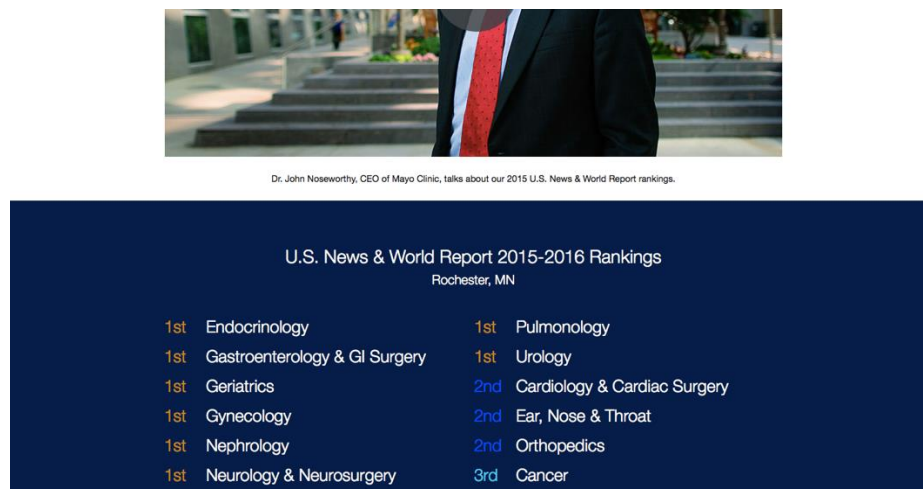 Dr. John Noseworthy, CEO of Mayo Clinic, talks about our 2015 U.S. News & World Report rankings.
U.S. News & World Report 2015-2016 Rankings
Rochester, MN
1st Endocrinology
1st Gastroenterology & GI Surgery
1st Geriatrics
1st Gynecology
1st Nephrology
1st Neurology & Neurosurgery
1st Pulmonology
1st Urology
2nd Cardiology & Cardiac Surgery
2nd Ear, Nose & Throat
2nd Orthopedics
3rd Cancer